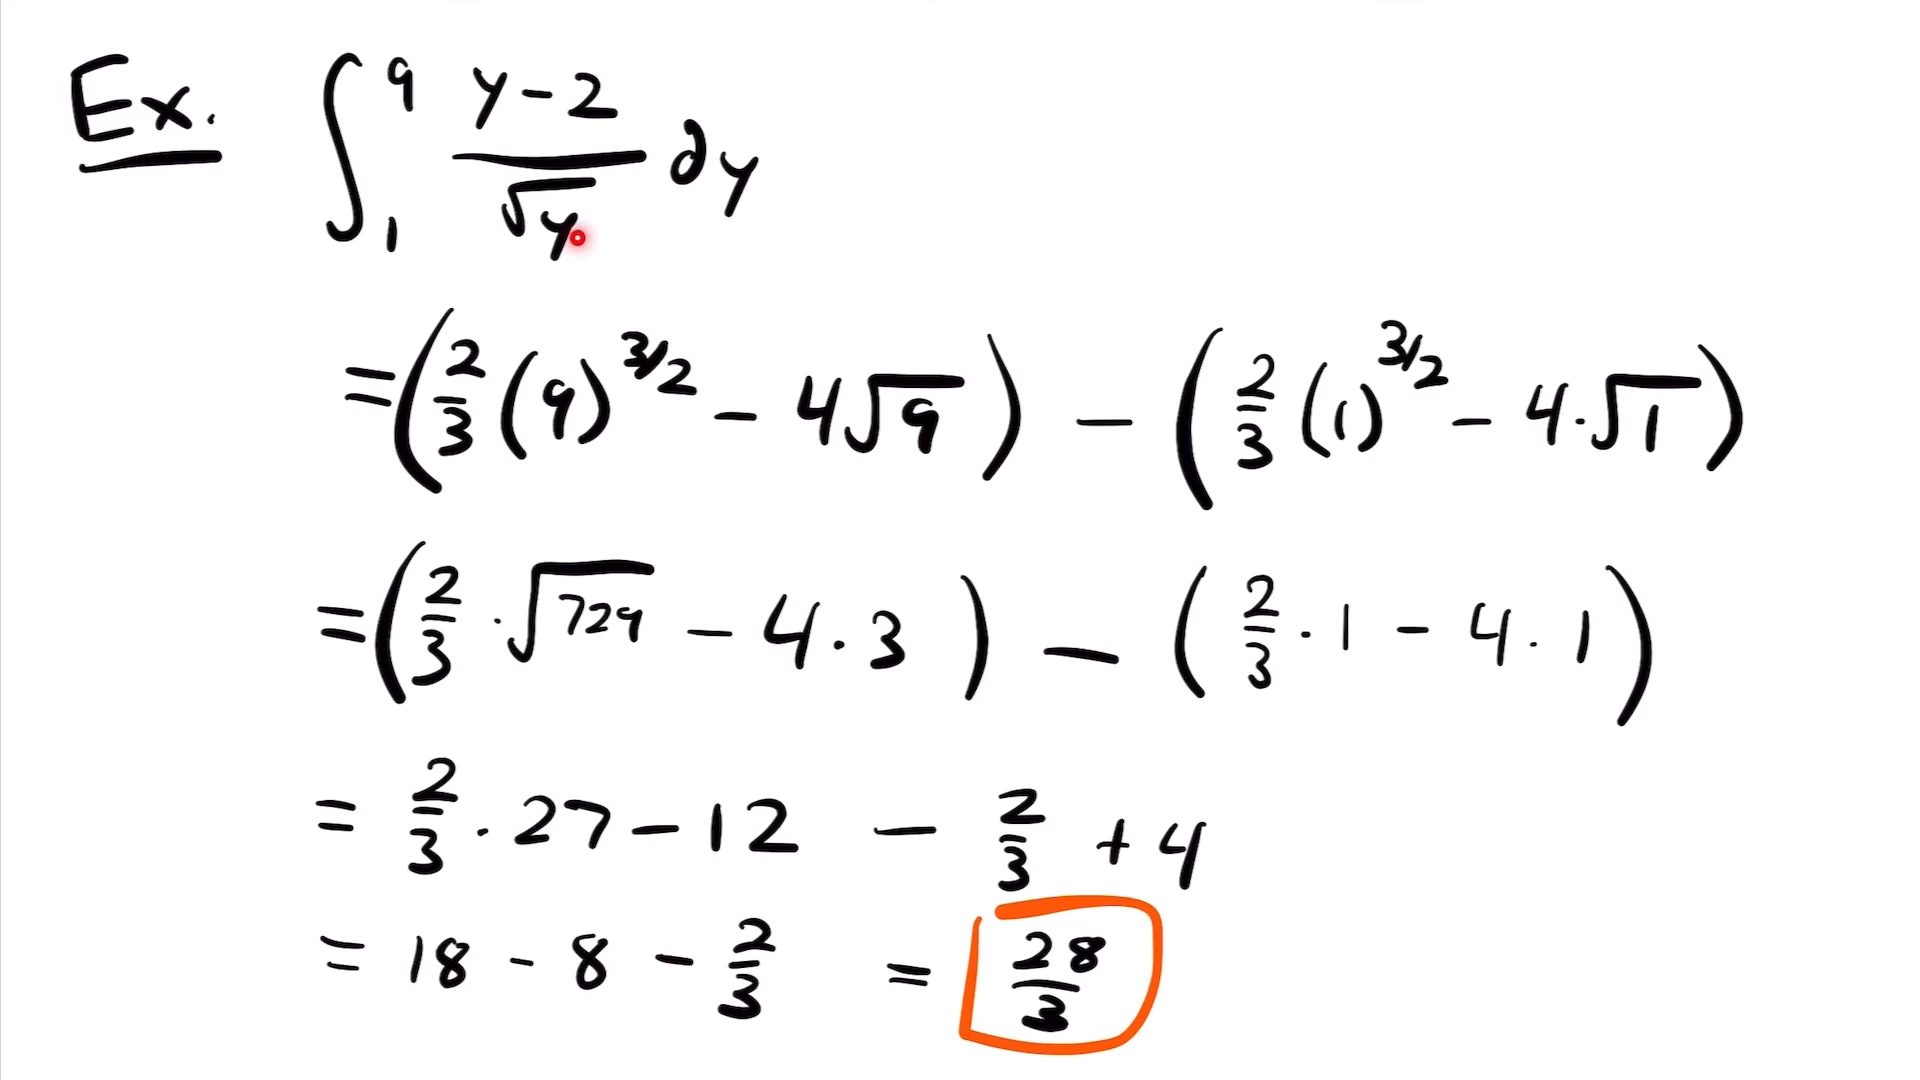 Ex. ∫₁⁹ (y-2)/√y dy
= (2/3 (9)^(3/2) - 4√9) - (2/3 (1)^(3/2) - 4·√1)
= (2/3 · √729 - 4·3) - (2/3 · 1 - 4·1)
= 2/3 · 27 - 12 - 2/3 + 4
= 18 - 8 - 2/3 = 28/3